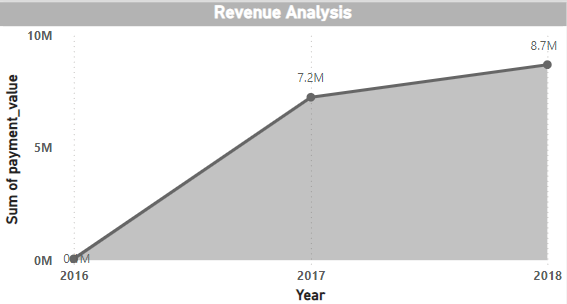 Revenue Analysis
10M
8.7M
7.2M
5M
0M
Sum of payment_value
2016
2017
2018
Year